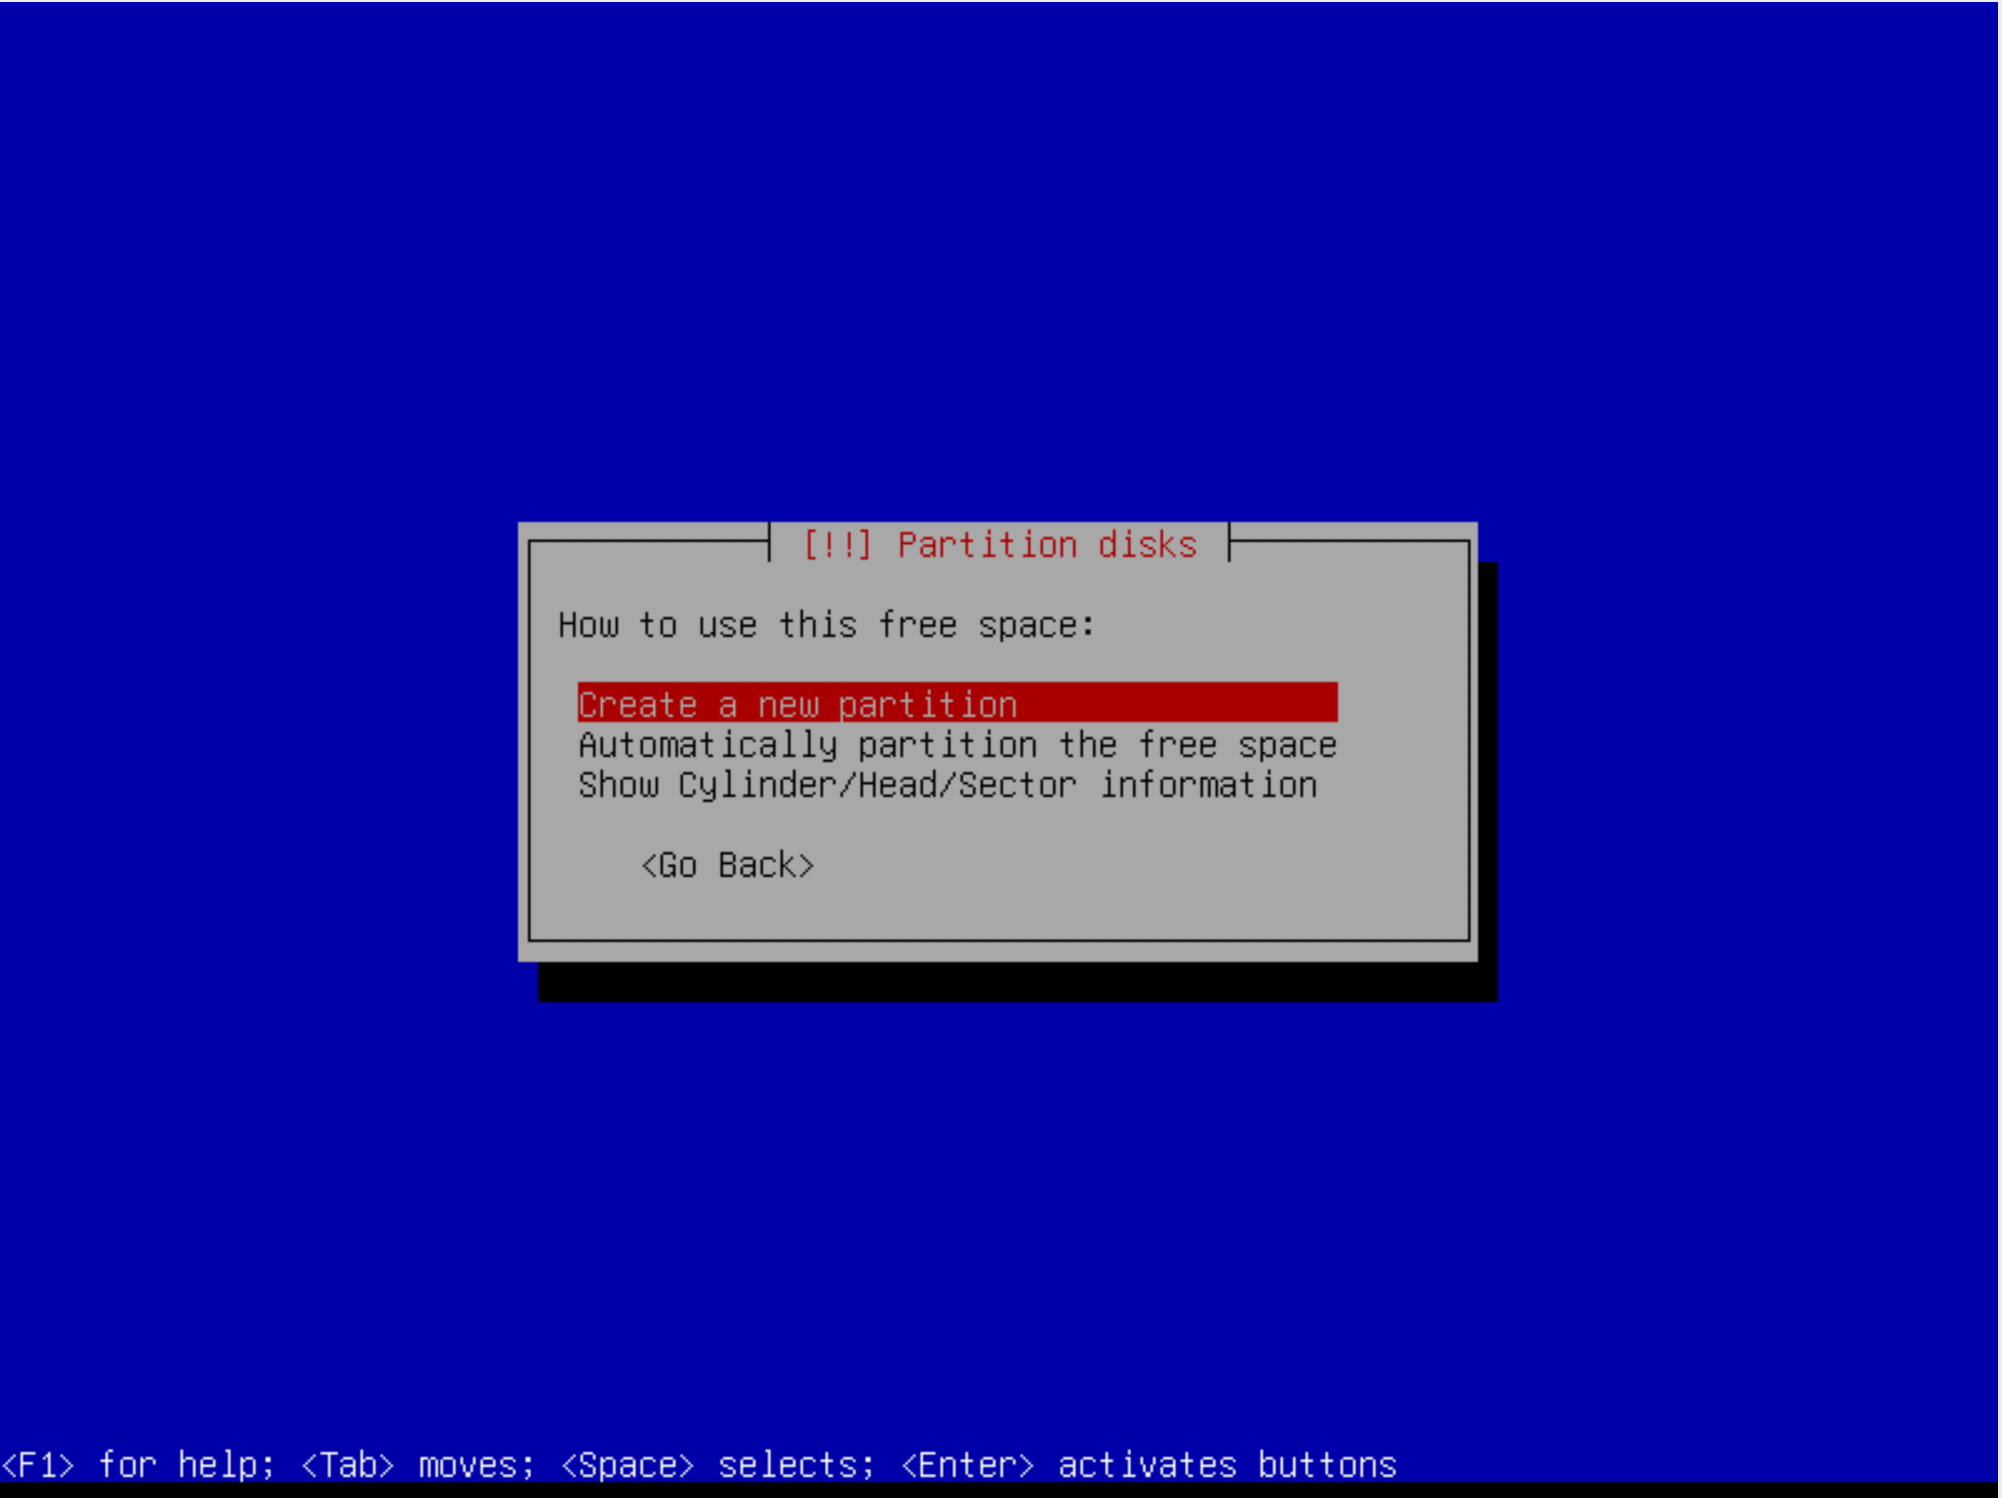 [!!] Partition disks
How to use this free space:
Create a new partition
Automatically partition the free space
Show Cylinder/Head/Sector information
<Go Back>
<F1> for help; <Tab> moves; <Space> selects; <Enter> activates buttons